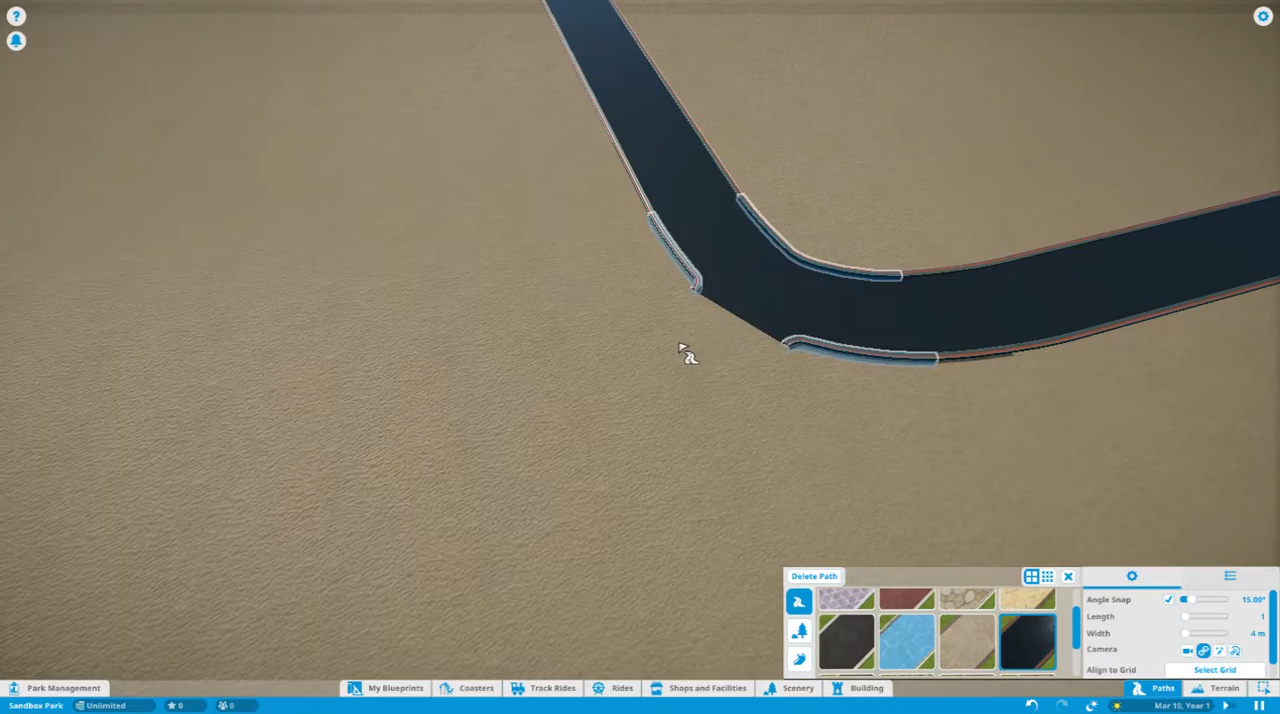 ?
Delete Path
Angle Snap 15.00°
Length 1
Width 4 m
Camera
Align to Grid Select Grid
Park Management My Blueprints Coasters Track Rides Rides Shops and Facilities Scenery Building Paths Terrain
Sandbox Park Unlimited 0 0 Mar 10, Year 1